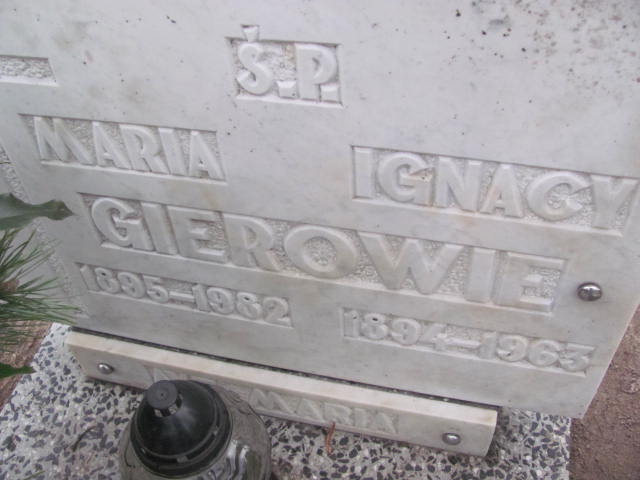 Ś.P.
MARIA IGNACY
GIEROWIE
1895–1982 1894–1963
MARIA